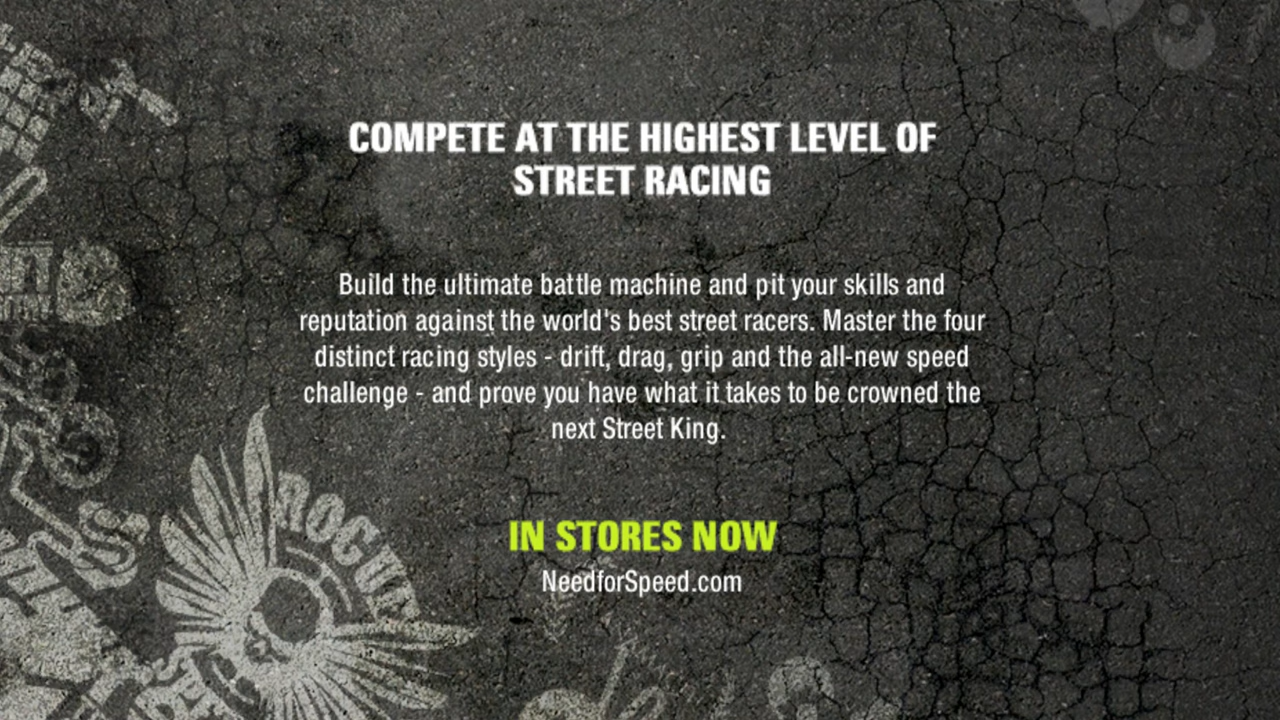 COMPETE AT THE HIGHEST LEVEL OF
STREET RACING
Build the ultimate battle machine and pit your skills and
reputation against the world's best street racers. Master the four
distinct racing styles - drift, drag, grip and the all-new speed
challenge - and prove you have what it takes to be crowned the
next Street King.
IN STORES NOW
NeedforSpeed.com